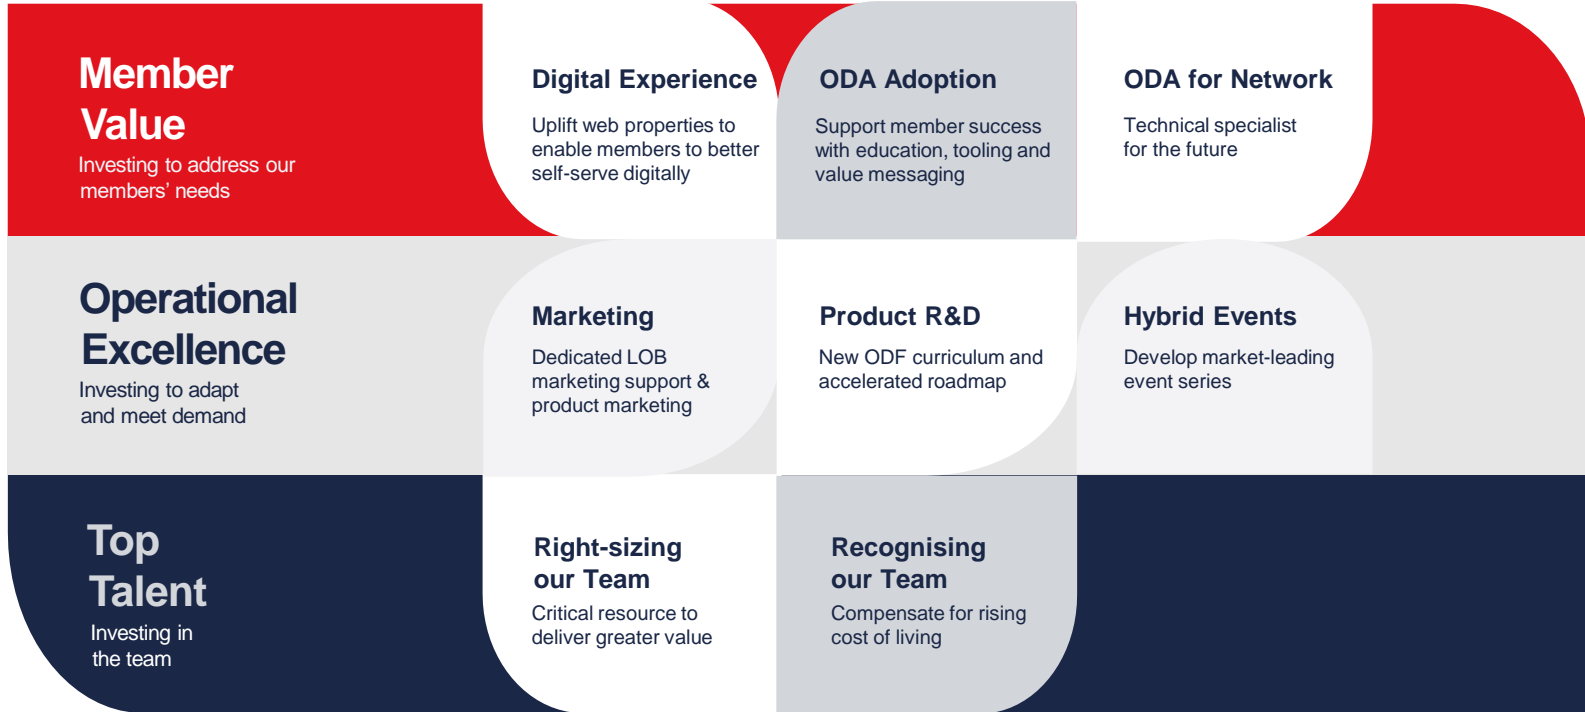 Member
Value
Investing to address our
members' needs
Digital Experience
Uplift web properties to
enable members to better
self-serve digitally
ODA Adoption
Support member success
with education, tooling and
value messaging
ODA for Network
Technical specialist
for the future
Operational
Excellence
Investing to adapt
and meet demand
Marketing
Dedicated LOB
marketing support &
product marketing
Product R&D
New ODF curriculum and
accelerated roadmap
Hybrid Events
Develop market-leading
event series
Top
Talent
Investing in
the team
Right-sizing
our Team
Critical resource to
deliver greater value
Recognising
our Team
Compensate for rising
cost of living